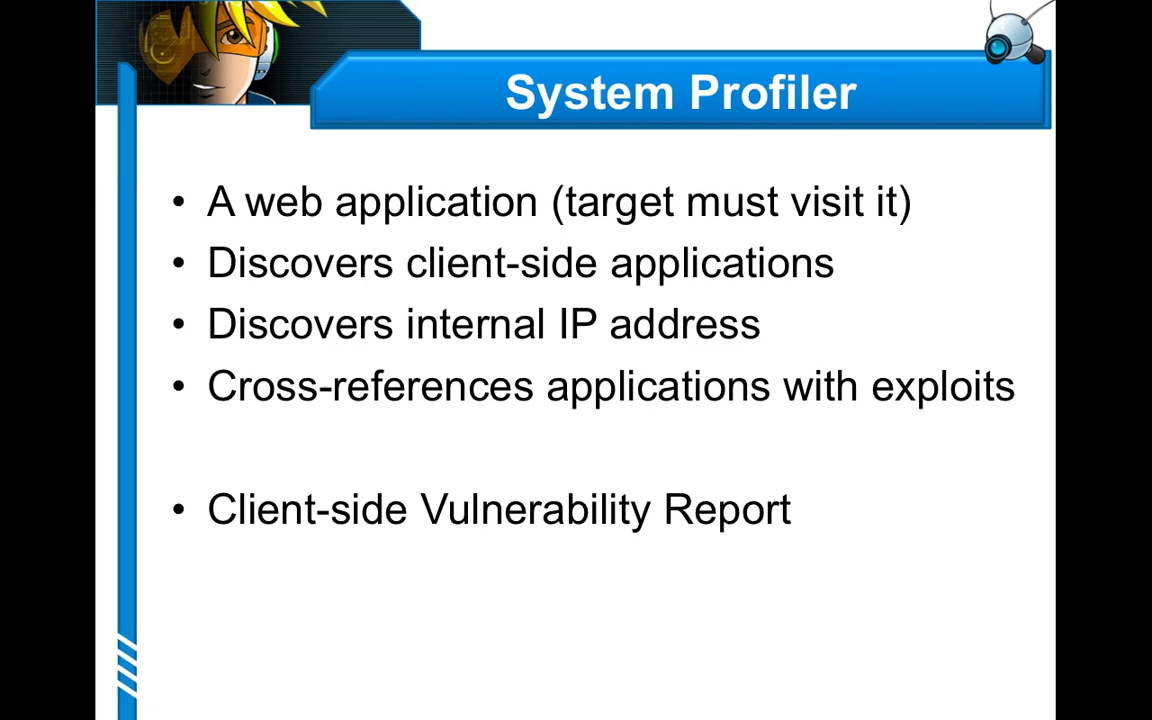 System Profiler
• A web application (target must visit it)
• Discovers client-side applications
• Discovers internal IP address
• Cross-references applications with exploits
• Client-side Vulnerability Report